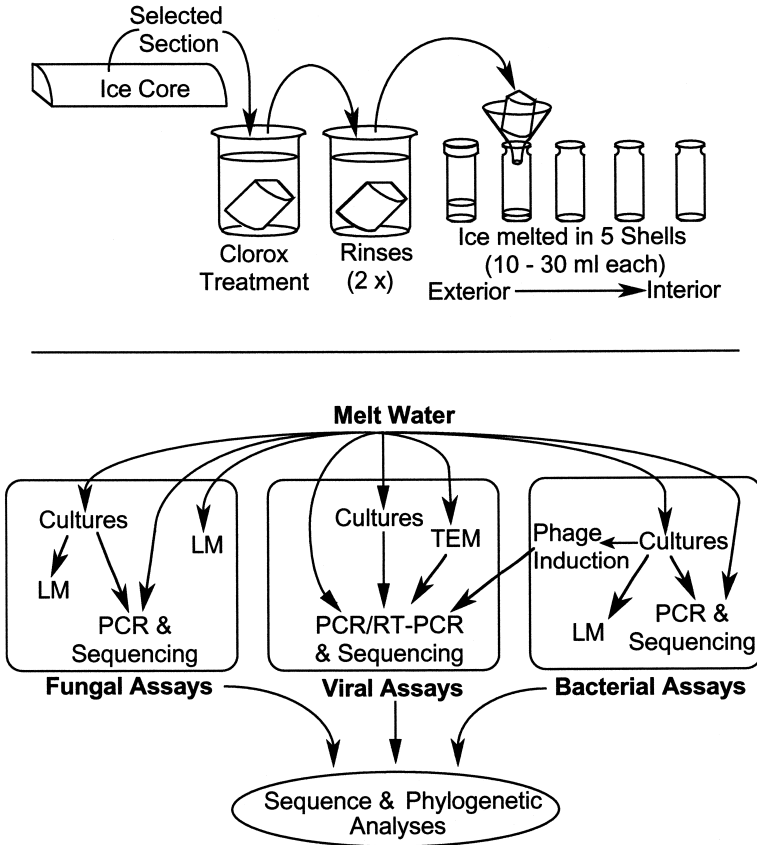 Selected
Section
Ice Core
Clorox
Treatment
Rinses
(2 x)
Ice melted in 5 Shells
(10 - 30 ml each)
Exterior
Interior
Melt Water
Cultures
LM
LM
PCR &
Sequencing
Fungal Assays
Cultures
TEM
PCR/RT-PCR
& Sequencing
Viral Assays
Phage
Induction
Cultures
LM
PCR &
Sequencing
Bacterial Assays
Sequence & Phylogenetic
Analyses